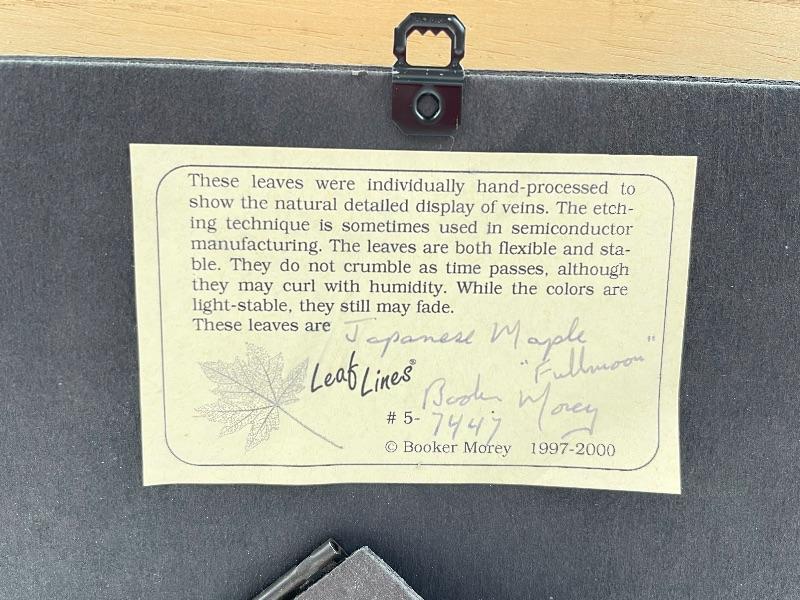 These leaves were individually hand-processed to
show the natural detailed display of veins. The etch-
ing technique is sometimes used in semiconductor
manufacturing. The leaves are both flexible and sta-
ble. They do not crumble as time passes, although
they may curl with humidity. While the colors are
light-stable, they still may fade.
These leaves are Japanese Maple
"Fullmoon"
Leaf Lines®
Booker Morey
# 5- 7447
© Booker Morey 1997-2000